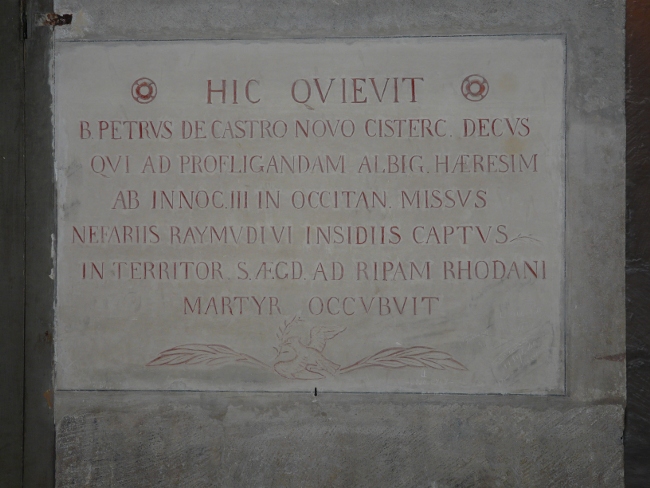 HIC QVIEVIT
B. PETRVS DE CASTRO NOVO CISTERC. DECVS
QVI AD PROFLIGANDAM ALBIG. HÆRESIM
AB INNOC. III IN OCCITAN. MISSVS
NEFARIIS RAYMVDI VI INSIDIIS CAPTVS
IN TERRITOR. S. ÆGD. AD RIPAM RHODANI
MARTYR OCCVBVIT